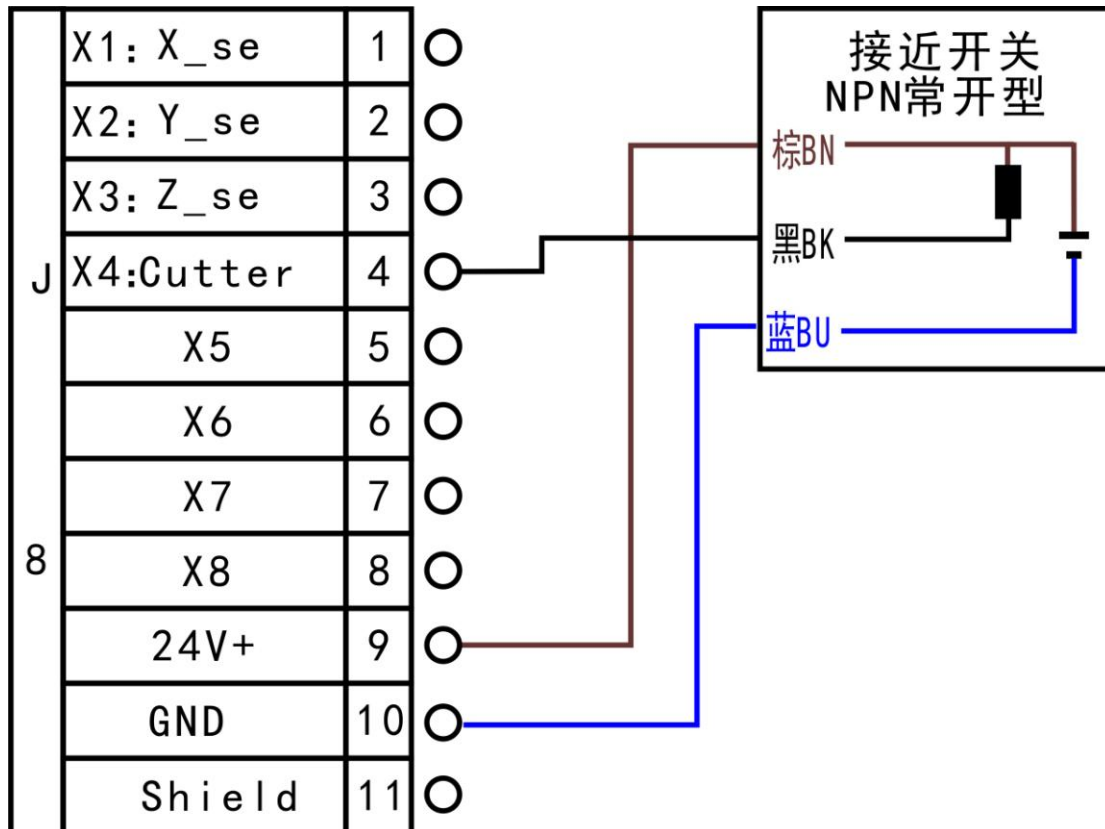 J 8
X1: X_se 1
X2: Y_se 2
X3: Z_se 3
X4:Cutter 4
X5 5
X6 6
X7 7
X8 8
24V+ 9
GND 10
Shield 11
接近开关
NPN常开型
棕BN
黑BK
蓝BU